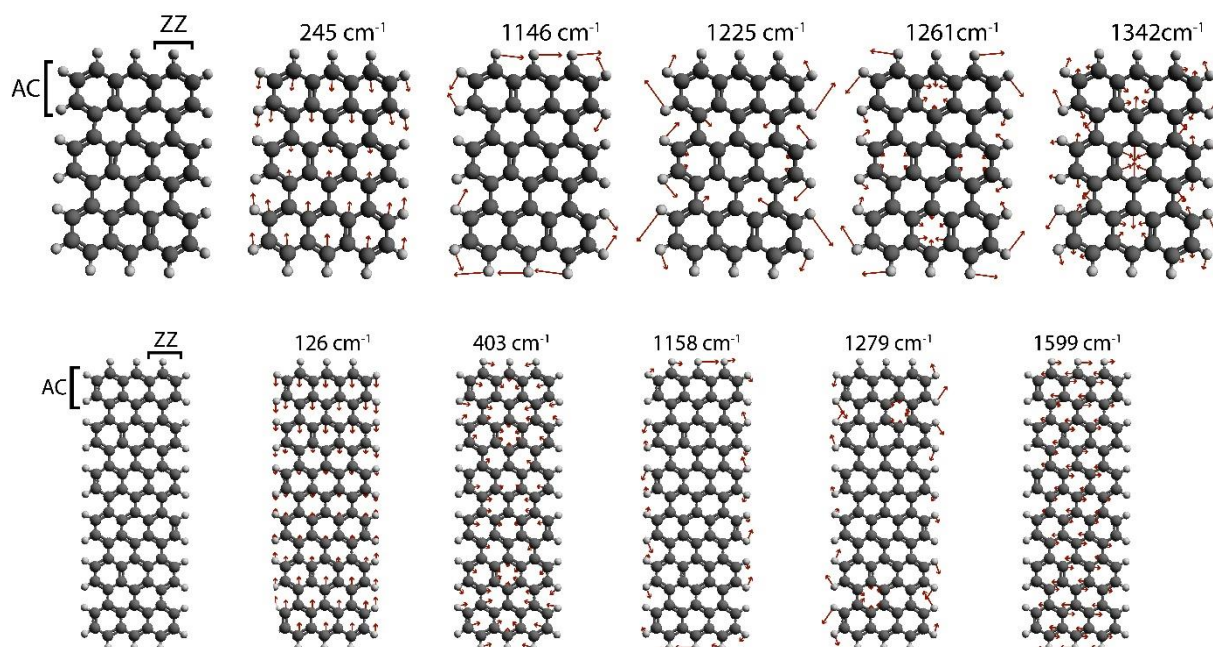 ZZ
245 cm-1
1146 cm-1
1225 cm-1
1261cm-1
1342cm-1
AC
ZZ
126 cm-1
403 cm-1
1158 cm-1
1279 cm-1
1599 cm-1
AC